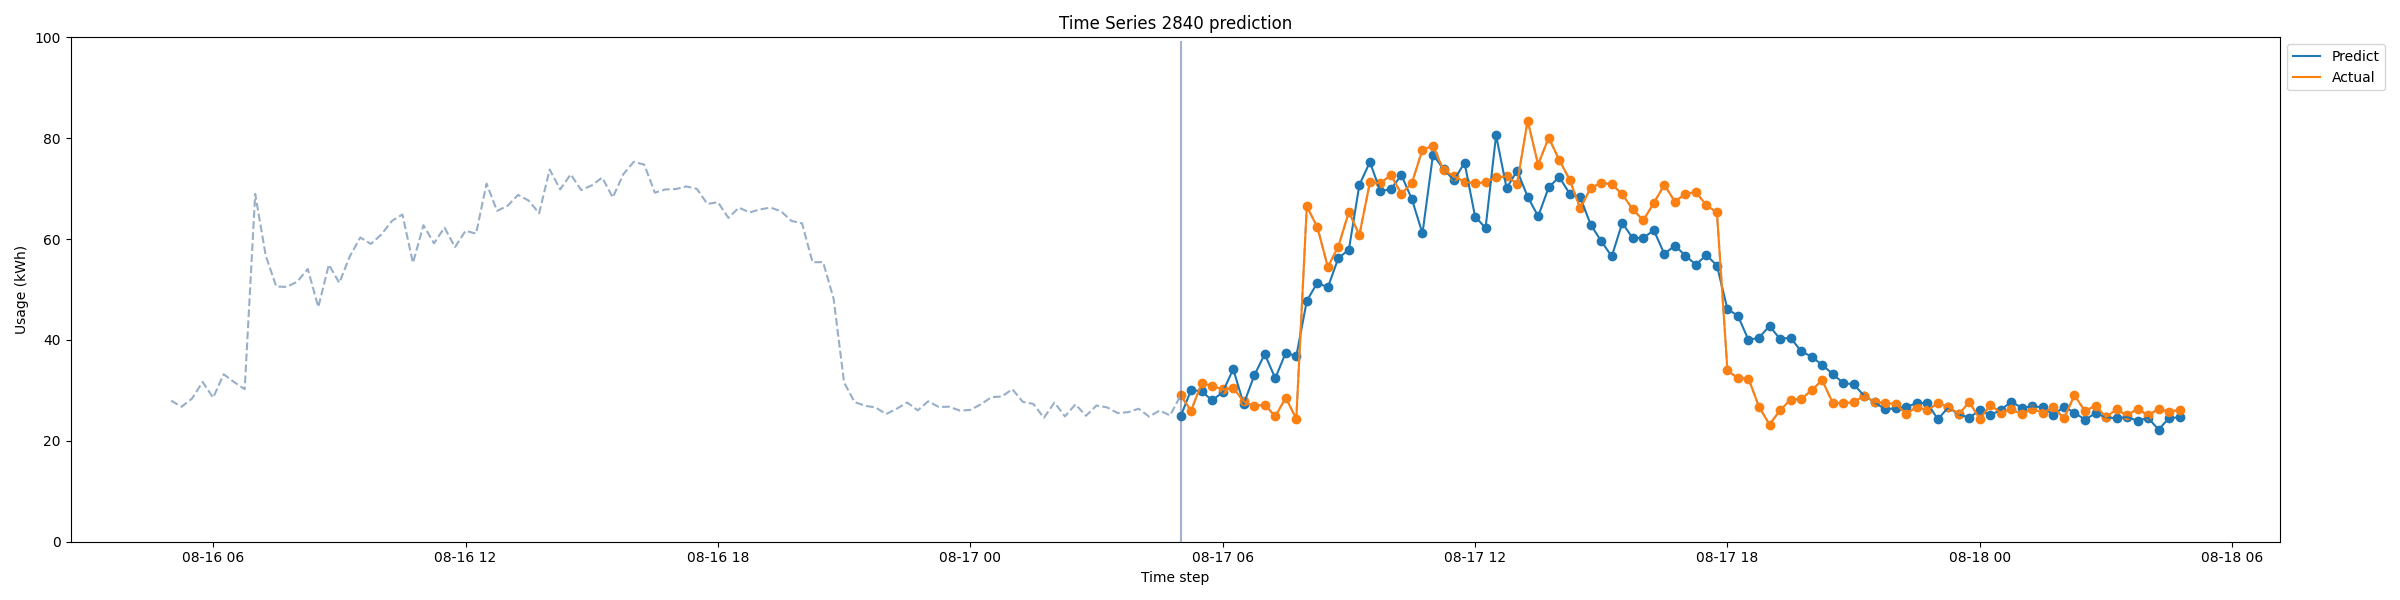 Time Series 2840 prediction
100
80
60
40
20
0
Usage (kWh)
Predict
Actual
08-16 06 08-16 12 08-16 18 08-17 00 08-17 06 08-17 12 08-17 18 08-18 00 08-18 06
Time step